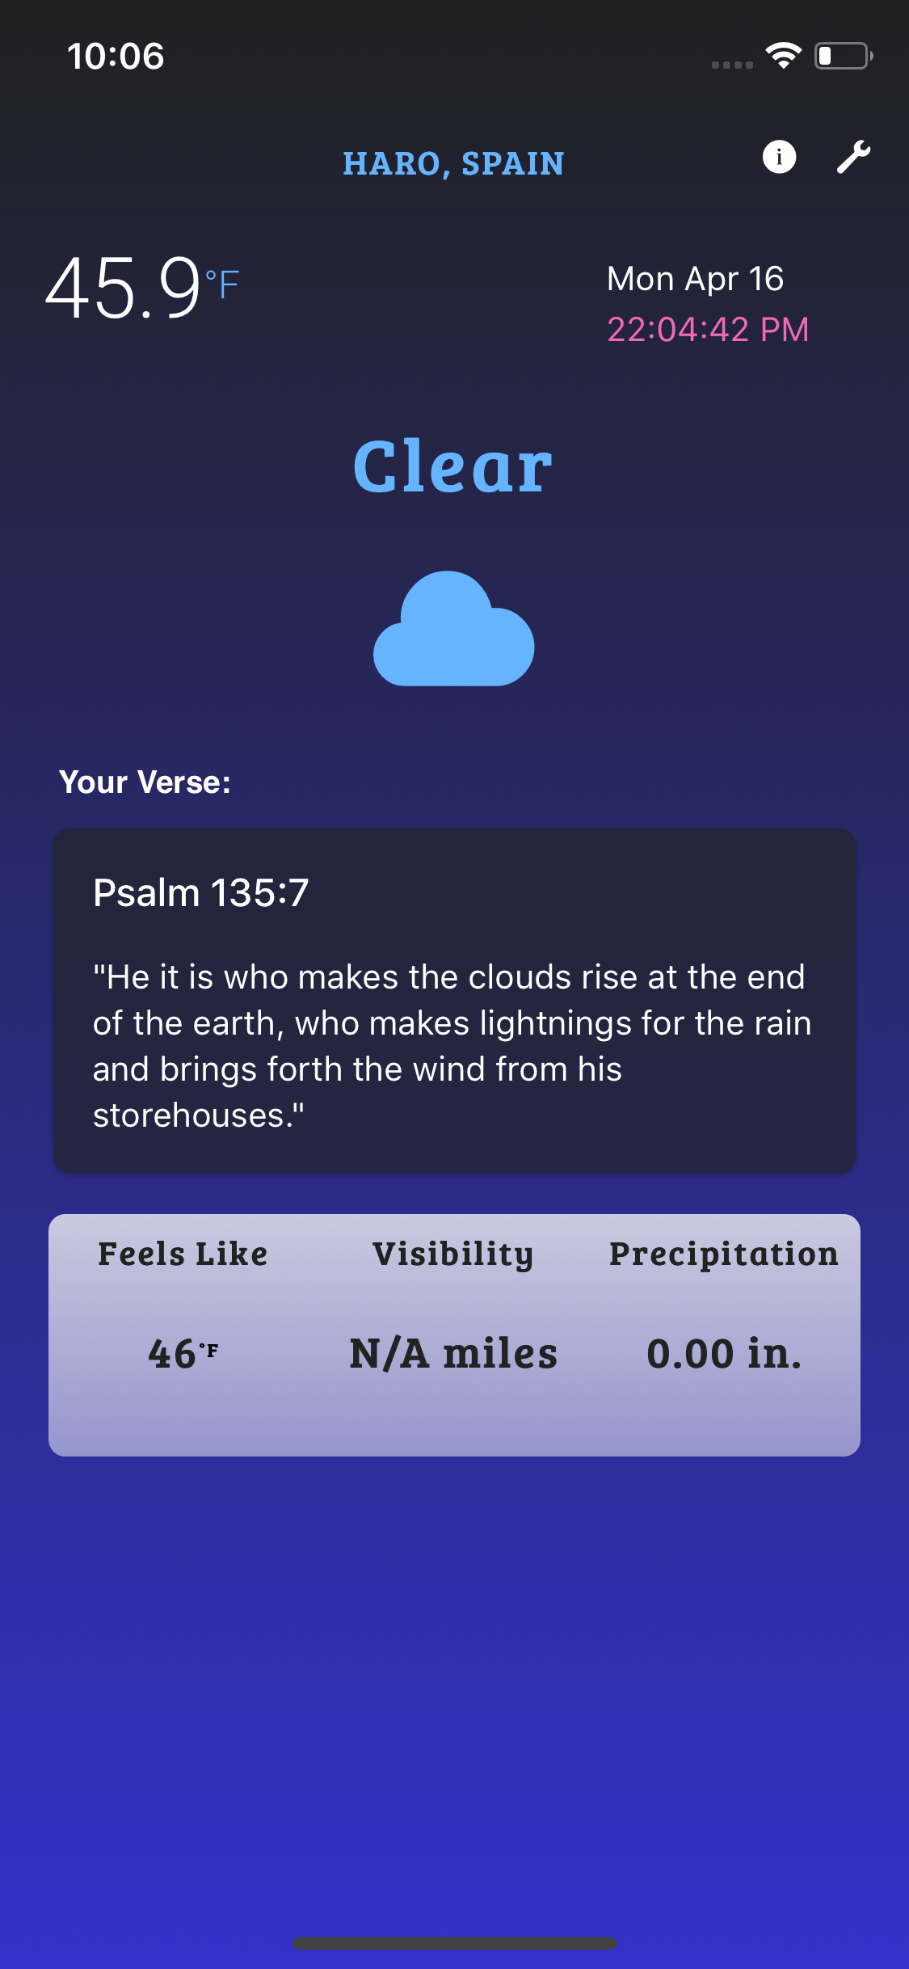 10:06
HARO, SPAIN
45.9°F
Mon Apr 16
22:04:42 PM
Clear
Your Verse:
Psalm 135:7
"He it is who makes the clouds rise at the end
of the earth, who makes lightnings for the rain
and brings forth the wind from his
storehouses."
Feels Like Visibility Precipitation
46°F N/A miles 0.00 in.